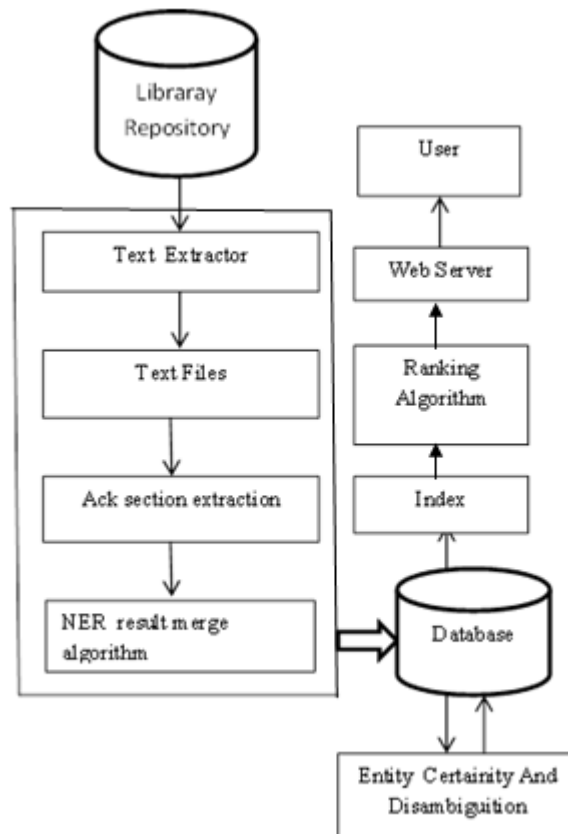 Libraray
Repository
Text Extractor
Text Files
Ack section extraction
NER result merge
algorithm
User
Web Server
Ranking
Algorithm
Index
Database
Entity Certainity And
Disambiguition